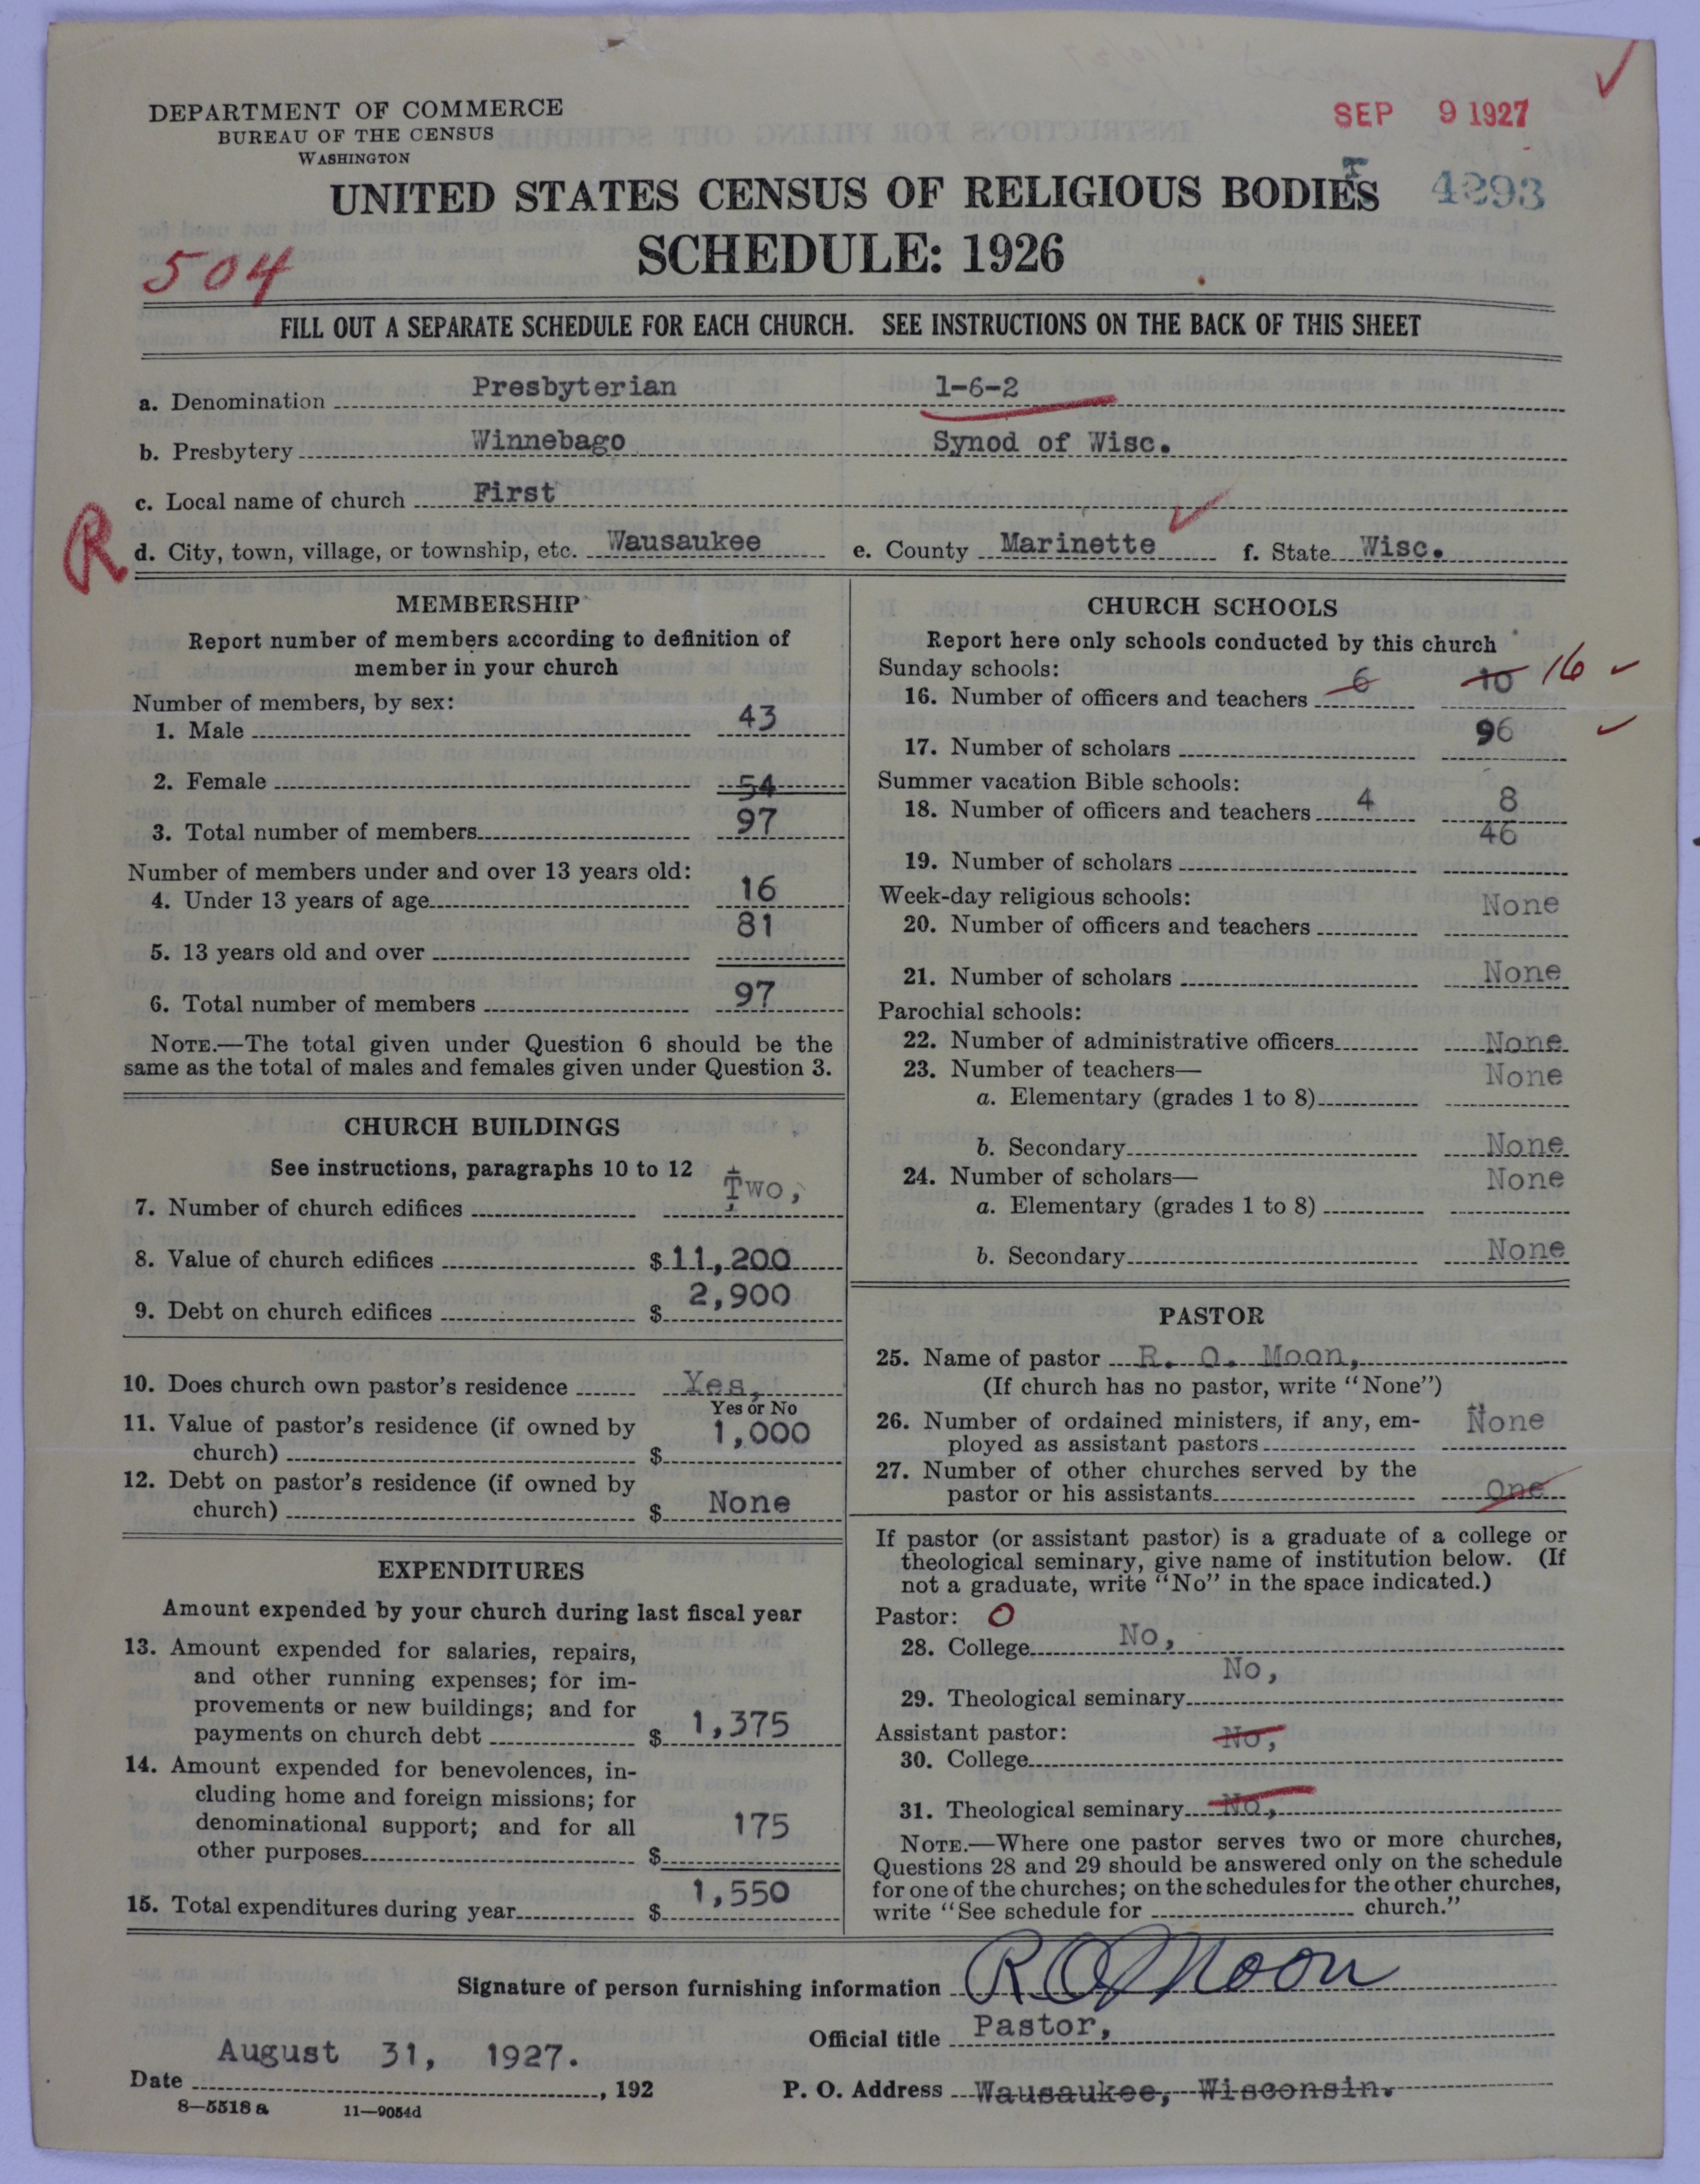 DEPARTMENT OF COMMERCE
BUREAU OF THE CENSUS
WASHINGTON
SEP 9 1927
UNITED STATES CENSUS OF RELIGIOUS BODIES
SCHEDULE: 1926
504
FILL OUT A SEPARATE SCHEDULE FOR EACH CHURCH. SEE INSTRUCTIONS ON THE BACK OF THIS SHEET
a. Denomination Presbyterian 1-6-2
b. Presbytery Winnebago Synod of Wisc.
c. Local name of church First
R d. City, town, village, or township, etc. Wausaukee e. County Marinette f. State Wisc.
MEMBERSHIP
Report number of members according to definition of
member in your church
Number of members, by sex:
1. Male 43
2. Female 54
3. Total number of members 97
Number of members under and over 13 years old:
4. Under 13 years of age 16
5. 13 years old and over 81
6. Total number of members 97
NOTE.—The total given under Question 6 should be the
same as the total of males and females given under Question 3.
CHURCH BUILDINGS
See instructions, paragraphs 10 to 12
7. Number of church edifices Two,
8. Value of church edifices $ 11,200
9. Debt on church edifices $ 2,900
10. Does church own pastor's residence Yes,
Yes or No
11. Value of pastor's residence (if owned by
church) $ 1,000
12. Debt on pastor's residence (if owned by
church) $ None
EXPENDITURES
Amount expended by your church during last fiscal year
13. Amount expended for salaries, repairs,
and other running expenses; for im-
provements or new buildings; and for
payments on church debt $ 1,375
14. Amount expended for benevolences, in-
cluding home and foreign missions; for
denominational support; and for all
other purposes $ 175
15. Total expenditures during year $ 1,550
CHURCH SCHOOLS
Report here only schools conducted by this church
Sunday schools:
16. Number of officers and teachers 6 10 16
17. Number of scholars 96
Summer vacation Bible schools:
18. Number of officers and teachers 4 8
19. Number of scholars 46
Week-day religious schools:
20. Number of officers and teachers None
21. Number of scholars None
Parochial schools:
22. Number of administrative officers None
23. Number of teachers—
a. Elementary (grades 1 to 8) None
b. Secondary None
24. Number of scholars—
a. Elementary (grades 1 to 8) None
b. Secondary None
PASTOR
25. Name of pastor R. O. Moon,
(If church has no pastor, write "None")
26. Number of ordained ministers, if any, em-
ployed as assistant pastors None
27. Number of other churches served by the
pastor or his assistants One
If pastor (or assistant pastor) is a graduate of a college or
theological seminary, give name of institution below. (If
not a graduate, write "No" in the space indicated.)
Pastor: O
28. College No,
29. Theological seminary No,
Assistant pastor:
30. College No,
31. Theological seminary No,
NOTE.—Where one pastor serves two or more churches,
Questions 28 and 29 should be answered only on the schedule
for one of the churches; on the schedules for the other churches,
write "See schedule for church."
Signature of person furnishing information R O Moon
Official title Pastor,
Date August 31, 1927. , 192
P. O. Address Wausaukee, Wisconsin.
8—5518 a 11—9054d